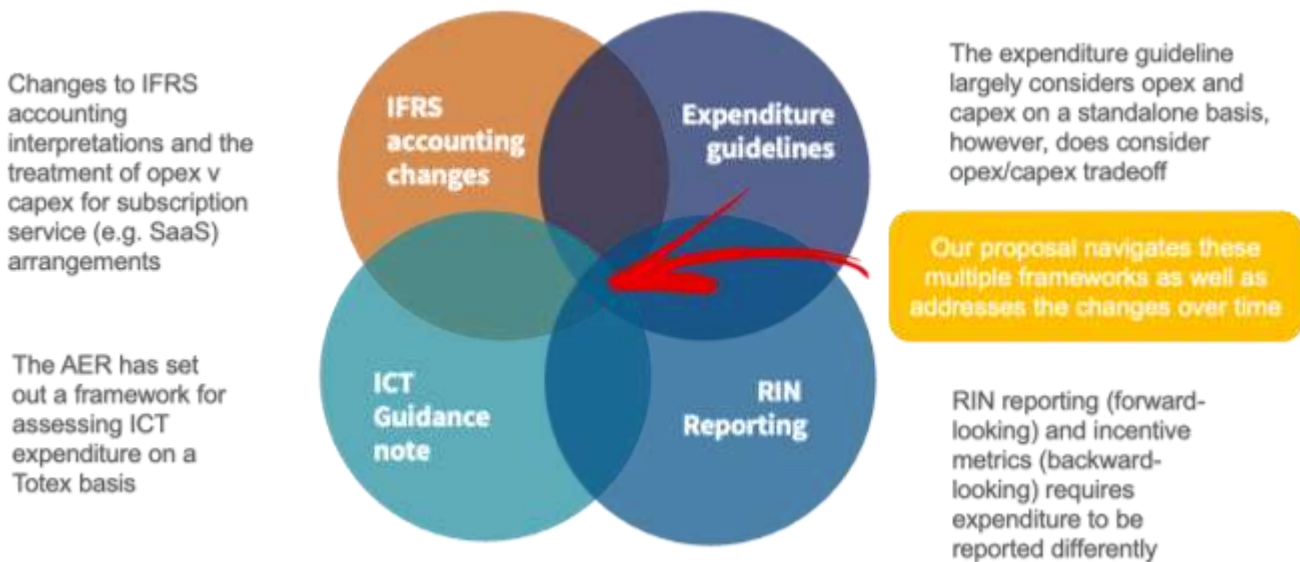 Changes to IFRS
accounting
interpretations and the
treatment of opex v
capex for subscription
service (e.g. SaaS)
arrangements
IFRS
accounting
changes
Expenditure
guidelines
The expenditure guideline
largely considers opex and
capex on a standalone basis,
however, does consider
opex/capex tradeoff
Our proposal navigates these
multiple frameworks as well as
addresses the changes over time
The AER has set
out a framework for
assessing ICT
expenditure on a
Totex basis
ICT
Guidance
note
RIN
Reporting
RIN reporting (forward-
looking) and incentive
metrics (backward-
looking) requires
expenditure to be
reported differently